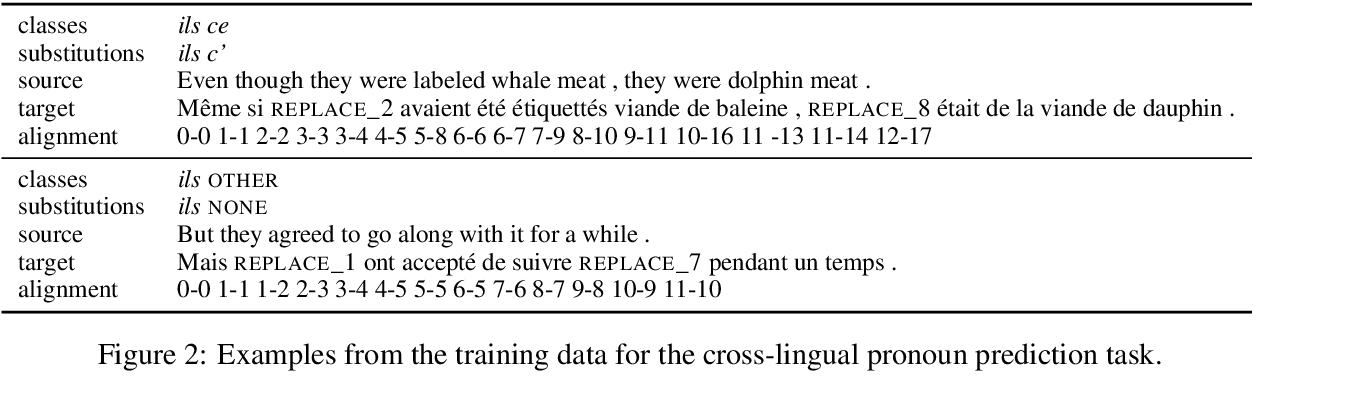 classes ils ce
substitutions ils c’
source Even though they were labeled whale meat , they were dolphin meat .
target Même si REPLACE_2 avaient été étiquettés viande de baleine , REPLACE_8 était de la viande de dauphin .
alignment 0-0 1-1 2-2 3-3 3-4 4-5 5-8 6-6 6-7 7-9 8-10 9-11 10-16 11 -13 11-14 12-17
classes ils OTHER
substitutions ils NONE
source But they agreed to go along with it for a while .
target Mais REPLACE_1 ont accepté de suivre REPLACE_7 pendant un temps .
alignment 0-0 1-1 1-2 2-3 3-4 4-5 5-5 6-5 7-6 8-7 9-8 10-9 11-10
Figure 2: Examples from the training data for the cross-lingual pronoun prediction task.